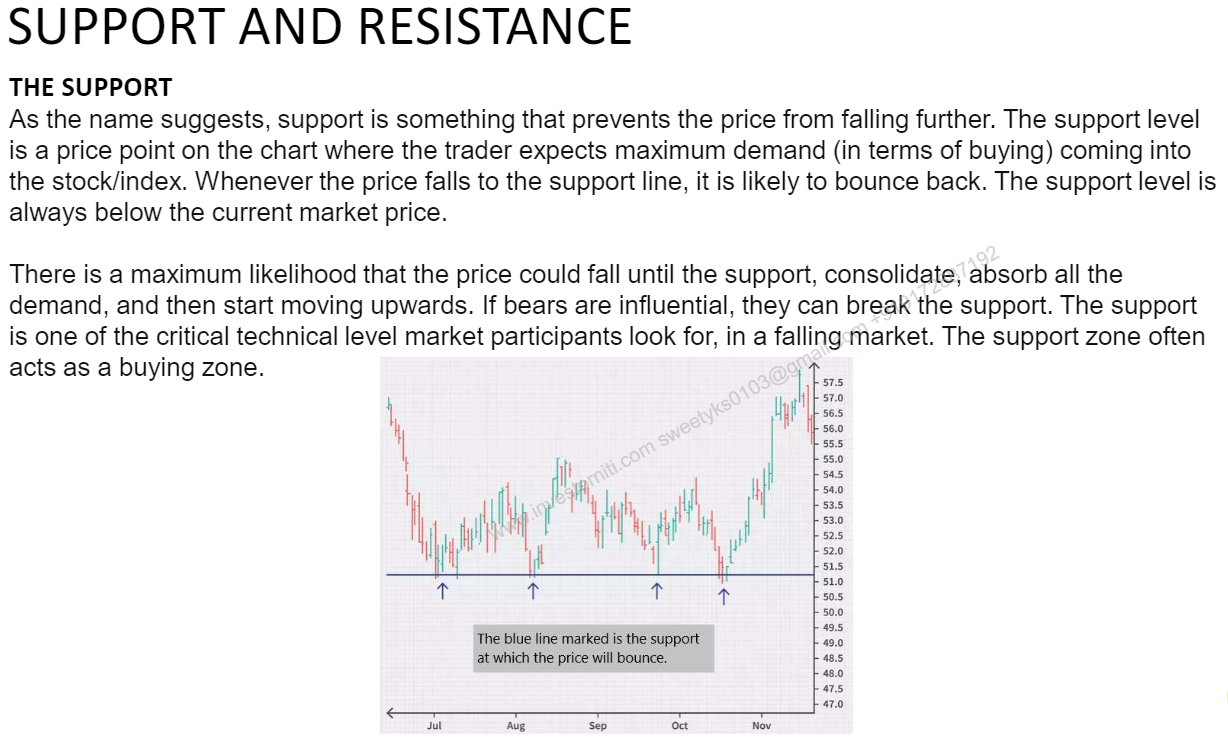 SUPPORT AND RESISTANCE
THE SUPPORT
As the name suggests, support is something that prevents the price from falling further. The support level
is a price point on the chart where the trader expects maximum demand (in terms of buying) coming into
the stock/index. Whenever the price falls to the support line, it is likely to bounce back. The support level is
always below the current market price.
There is a maximum likelihood that the price could fall until the support, consolidate, absorb all the
demand, and then start moving upwards. If bears are influential, they can break the support. The support
is one of the critical technical level market participants look for, in a falling market. The support zone often
acts as a buying zone.
57.5
57.0
56.5
56.0
55.5
55.0
54.5
54.0
53.5
53.0
52.5
52.0
51.5
51.0
50.5
50.0
49.5
49.0
48.5
48.0
47.5
47.0
The blue line marked is the support
at which the price will bounce.
Jul Aug Sep Oct Nov